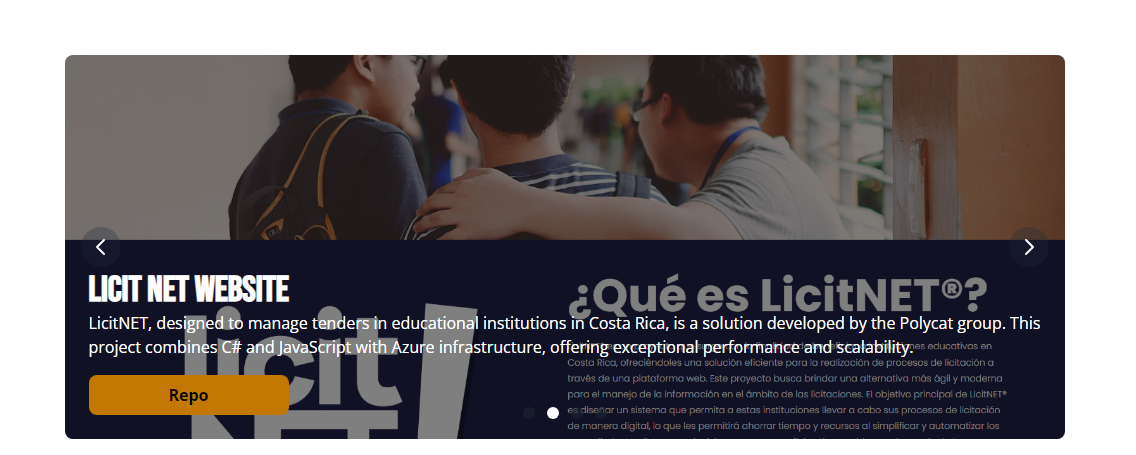 LICIT NET WEBSITE
¿Qué es LicitNET®?
licit
NET
LicitNET, designed to manage tenders in educational institutions in Costa Rica, is a solution developed by the Polycat group. This
project combines C# and JavaScript with Azure infrastructure, offering exceptional performance and scalability.
Repo
educativas en
Costa Rica, ofreciéndoles una solución eficiente para la realización de procesos de licitación a
través de una plataforma web. Este proyecto busca brindar una alternativa más ágil y moderna
para el manejo de la información en el ámbito de las licitaciones. El objetivo principal de LicitNET®
es diseñar un sistema que permita a estas instituciones llevar a cabo sus procesos de licitación
de manera digital, lo que les permitirá ahorrar tiempo y recursos al simplificar y automatizar los